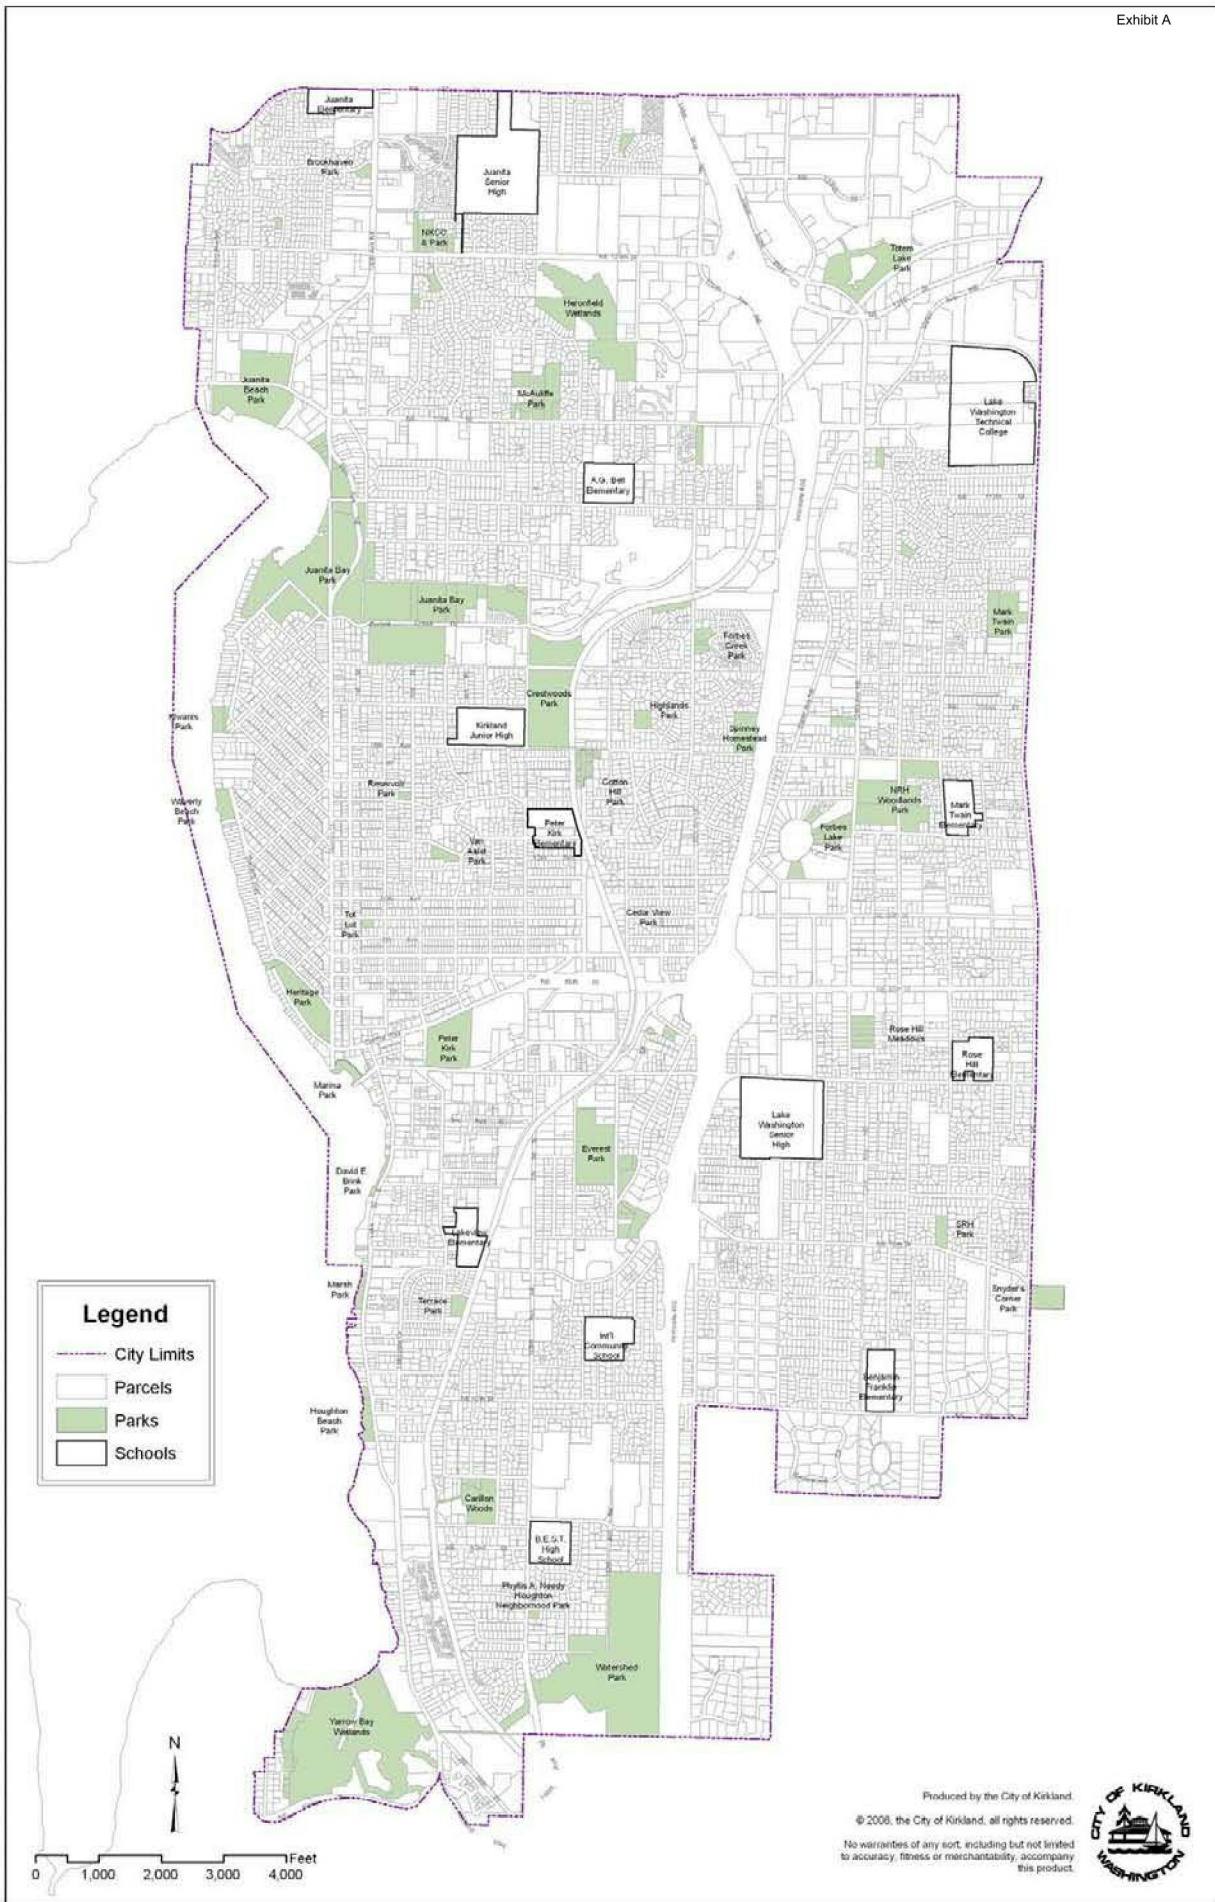 Exhibit A
Juanita
Elementary
Brookhaven
Park
Juanita
Senior
High
NKCC
& Park
Totem
Lake
Park
Heronfield
Wetlands
Juanita
Beach
Park
McAuliffe
Park
Lake
Washington
Technical
College
A.G. Bell
Elementary
Juanita Bay
Park
Juanita Bay
Park
Mark
Twain
Park
Forbes
Creek
Park
Crestwoods
Park
Highlands
Park
Kiwanis
Park
Kirkland
Junior High
Spinney
Homestead
Park
Reservoir
Park
Cotton
Hill
Park
NRH
Woodlands
Park
Waverly
Beach
Park
Mark
Twain
Elementary
Peter
Kirk
Elementary
Forbes
Lake
Park
Van
Aalst
Park
Tot
Lot
Park
Cedar View
Park
Heritage
Park
Rose Hill
Meadows
Peter
Kirk
Park
Rose
Hill
Elementary
Marina
Park
Lake
Washington
Senior
High
Everest
Park
David E.
Brink
Park
Lakeview
Elementary
SRH
Park
Marsh
Park
Terrace
Park
Snyder's
Corner
Park
Int'l
Community
School
Benjamin
Franklin
Elementary
Houghton
Beach
Park
Carillon
Woods
B.E.S.T.
High
School
Phyllis A. Needy
Houghton
Neighborhood Park
Watershed
Park
Yarrow Bay
Wetlands
Legend
City Limits
Parcels
Parks
Schools
N
Feet
0 1,000 2,000 3,000 4,000
Produced by the City of Kirkland.
© 2006, the City of Kirkland, all rights reserved.
No warranties of any sort, including but not limited
to accuracy, fitness or merchantability, accompany
this product.
CITY OF KIRKLAND
WASHINGTON